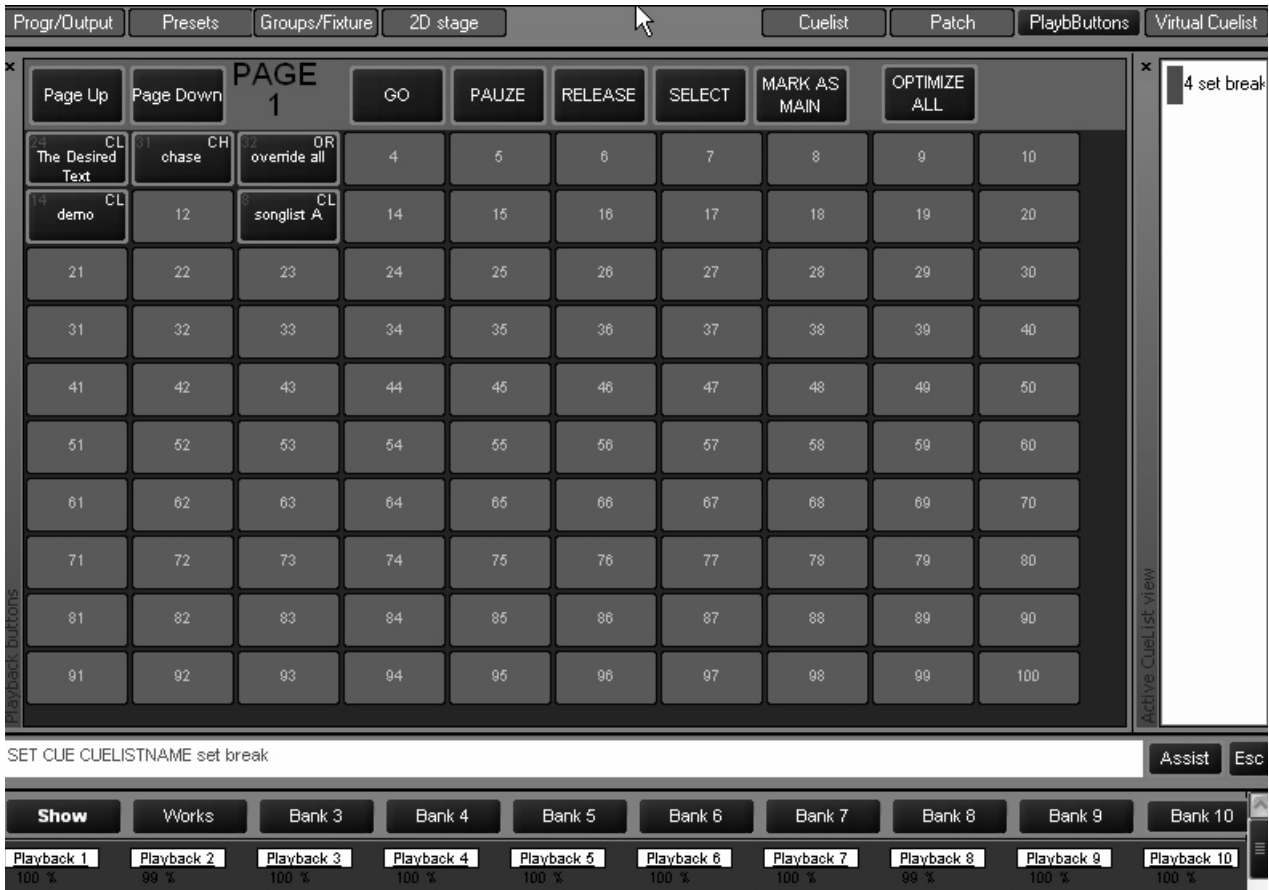 Progr/Output Presets Groups/Fixture 2D stage Cuelist Patch PlaybButtons Virtual Cuelist
Page Up Page Down PAGE 1 GO PAUZE RELEASE SELECT MARK AS MAIN OPTIMIZE ALL
24 CL The Desired Text 31 CH chase 32 OR override all 4 5 6 7 8 9 10
14 CL demo 12 8 CL songlist A 14 15 16 17 18 19 20
21 22 23 24 25 26 27 28 29 30
31 32 33 34 35 36 37 38 39 40
41 42 43 44 45 46 47 48 49 50
51 52 53 54 55 56 57 58 59 60
61 62 63 64 65 66 67 68 69 70
71 72 73 74 75 76 77 78 79 80
81 82 83 84 85 86 87 88 89 90
91 92 93 94 95 96 97 98 99 100
Playback buttons
4 set break
Active CueList view
SET CUE CUELISTNAME set break Assist Esc
Show Works Bank 3 Bank 4 Bank 5 Bank 6 Bank 7 Bank 8 Bank 9 Bank 10
Playback 1 Playback 2 Playback 3 Playback 4 Playback 5 Playback 6 Playback 7 Playback 8 Playback 9 Playback 10
100 % 99 % 100 % 100 % 100 % 100 % 100 % 99 % 100 % 100 %